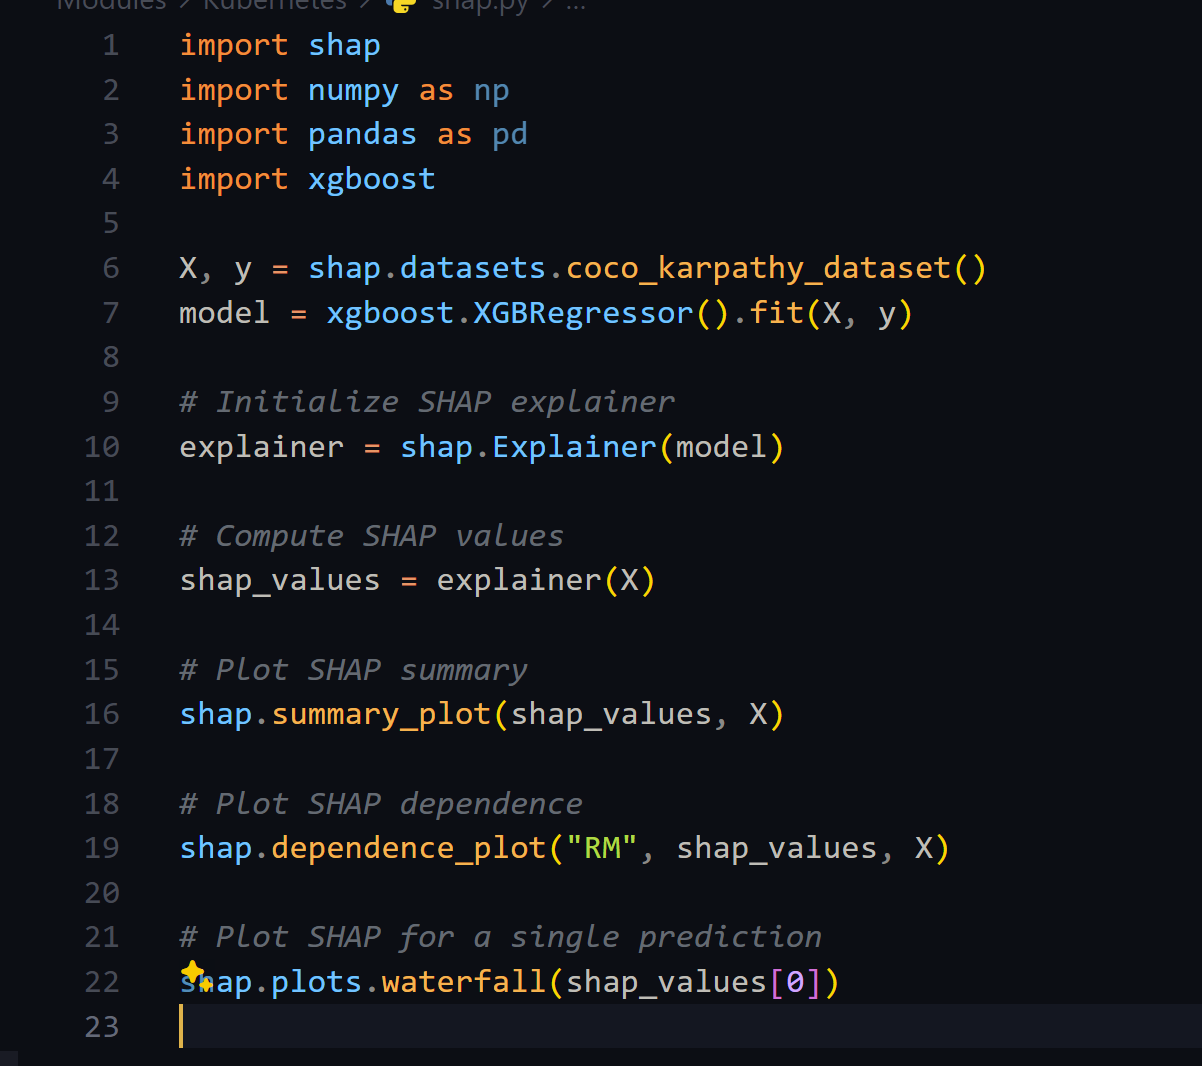 Modules > Kubernetes > shap.py > ...
1 import shap
2 import numpy as np
3 import pandas as pd
4 import xgboost
5
6 X, y = shap.datasets.coco_karpathy_dataset()
7 model = xgboost.XGBRegressor().fit(X, y)
8
9 # Initialize SHAP explainer
10 explainer = shap.Explainer(model)
11
12 # Compute SHAP values
13 shap_values = explainer(X)
14
15 # Plot SHAP summary
16 shap.summary_plot(shap_values, X)
17
18 # Plot SHAP dependence
19 shap.dependence_plot("RM", shap_values, X)
20
21 # Plot SHAP for a single prediction
22 shap.plots.waterfall(shap_values[0])
23